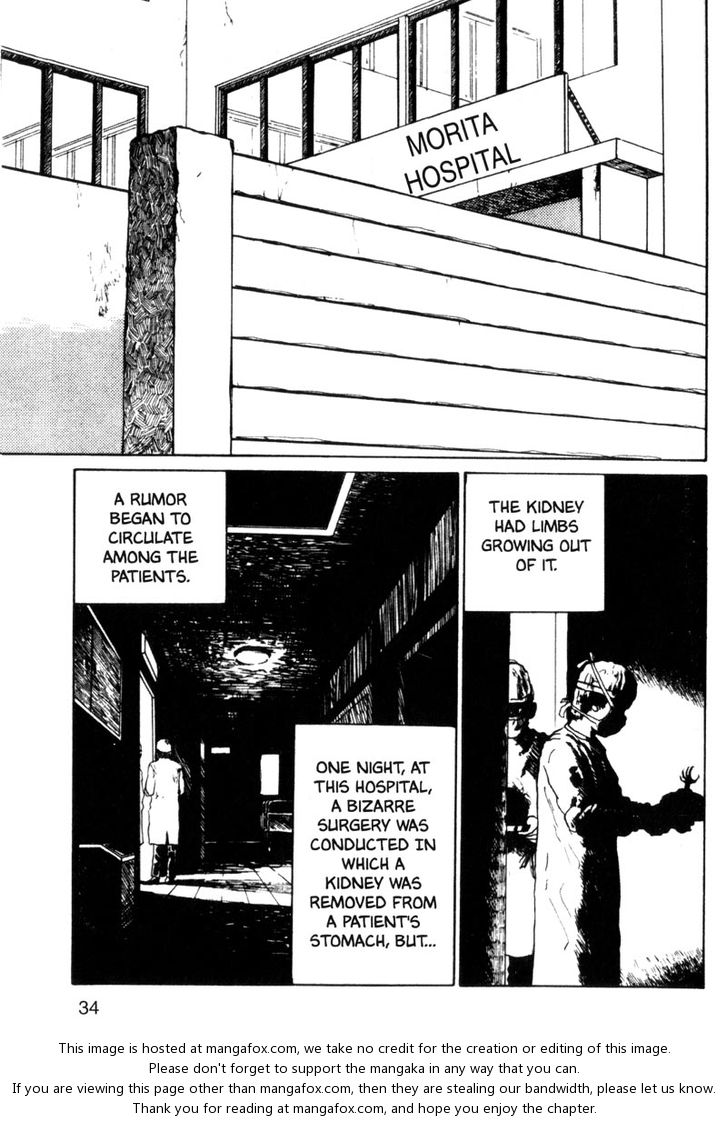 MORITA
HOSPITAL
A RUMOR
BEGAN TO
CIRCULATE
AMONG THE
PATIENTS.
ONE NIGHT, AT
THIS HOSPITAL,
A BIZARRE
SURGERY WAS
CONDUCTED IN
WHICH A
KIDNEY WAS
REMOVED FROM
A PATIENT'S
STOMACH, BUT...
THE KIDNEY
HAD LIMBS
GROWING OUT
OF IT.
34
This image is hosted at mangafox.com, we take no credit for the creation or editing of this image.
Please don't forget to support the mangaka in any way that you can.
If you are viewing this page other than mangafox.com, then they are stealing our bandwidth, please let us know.
Thank you for reading at mangafox.com, and hope you enjoy the chapter.